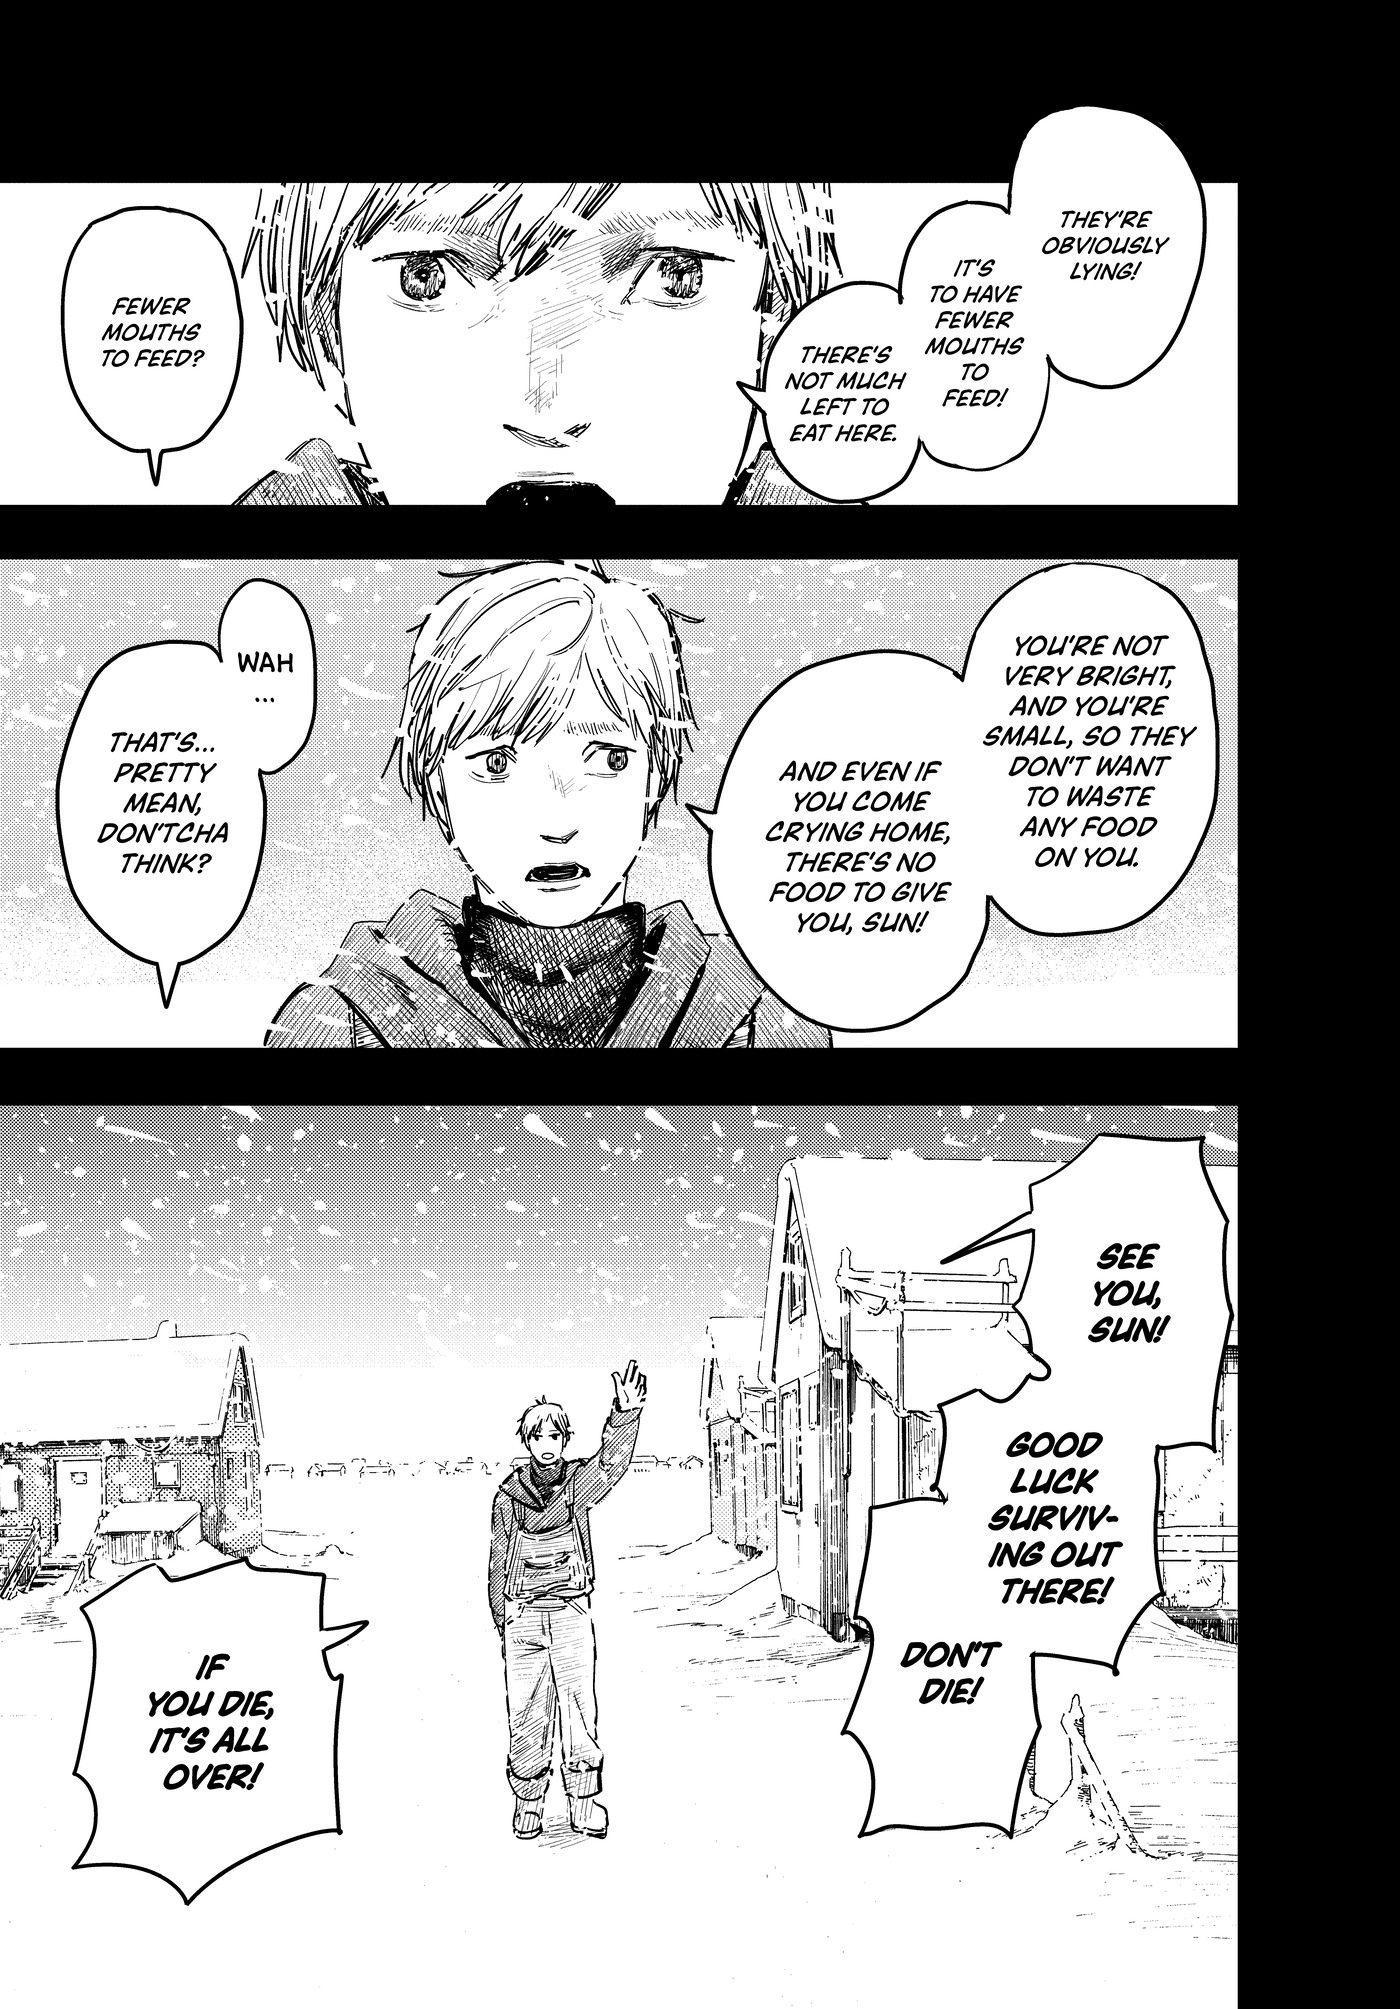 THEY'RE
OBVIOUSLY
LYING!
IT'S
TO HAVE
FEWER
MOUTHS
TO
FEED!
THERE'S
NOT MUCH
LEFT TO
EAT HERE.
FEWER
MOUTHS
TO FEED?
YOU'RE NOT
VERY BRIGHT,
AND YOU'RE
SMALL, SO THEY
DON'T WANT
TO WASTE
ANY FOOD
ON YOU.
AND EVEN IF
YOU COME
CRYING HOME,
THERE'S NO
FOOD TO GIVE
YOU, SUN!
WAH
...
THAT'S...
PRETTY
MEAN,
DON'TCHA
THINK?
SEE
YOU,
SUN!
GOOD
LUCK
SURVIV-
ING OUT
THERE!
DON'T
DIE!
IF
YOU DIE,
IT'S ALL
OVER!